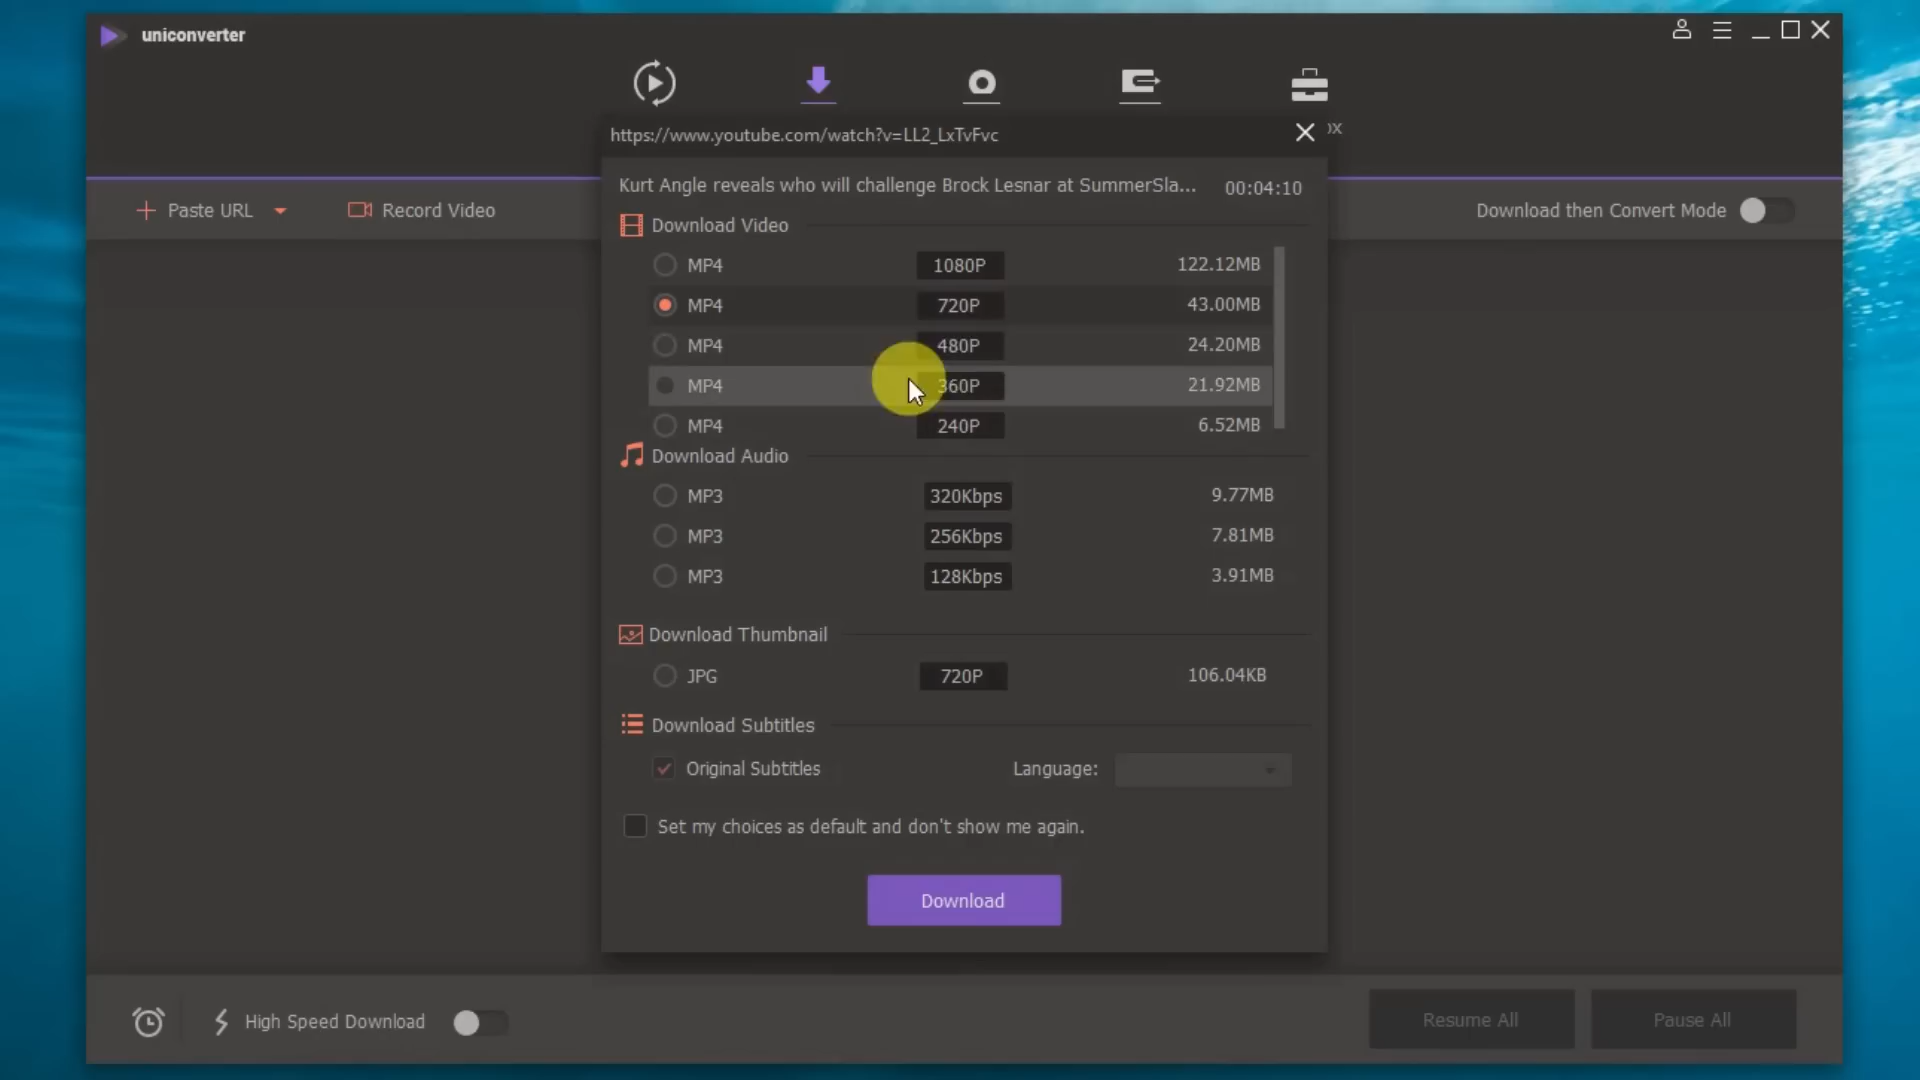 uniconverter
https://www.youtube.com/watch?v=LL2_LxTvFvc
ox
Kurt Angle reveals who will challenge Brock Lesnar at SummerSla... 00:04:10
Paste URL Record Video Download then Convert Mode
Download Video
MP4 1080P 122.12MB
MP4 720P 43.00MB
MP4 480P 24.20MB
MP4 360P 21.92MB
MP4 240P 6.52MB
Download Audio
MP3 320Kbps 9.77MB
MP3 256Kbps 7.81MB
MP3 128Kbps 3.91MB
Download Thumbnail
JPG 720P 106.04KB
Download Subtitles
Original Subtitles Language:
Set my choices as default and don't show me again.
Download
High Speed Download Resume All Pause All